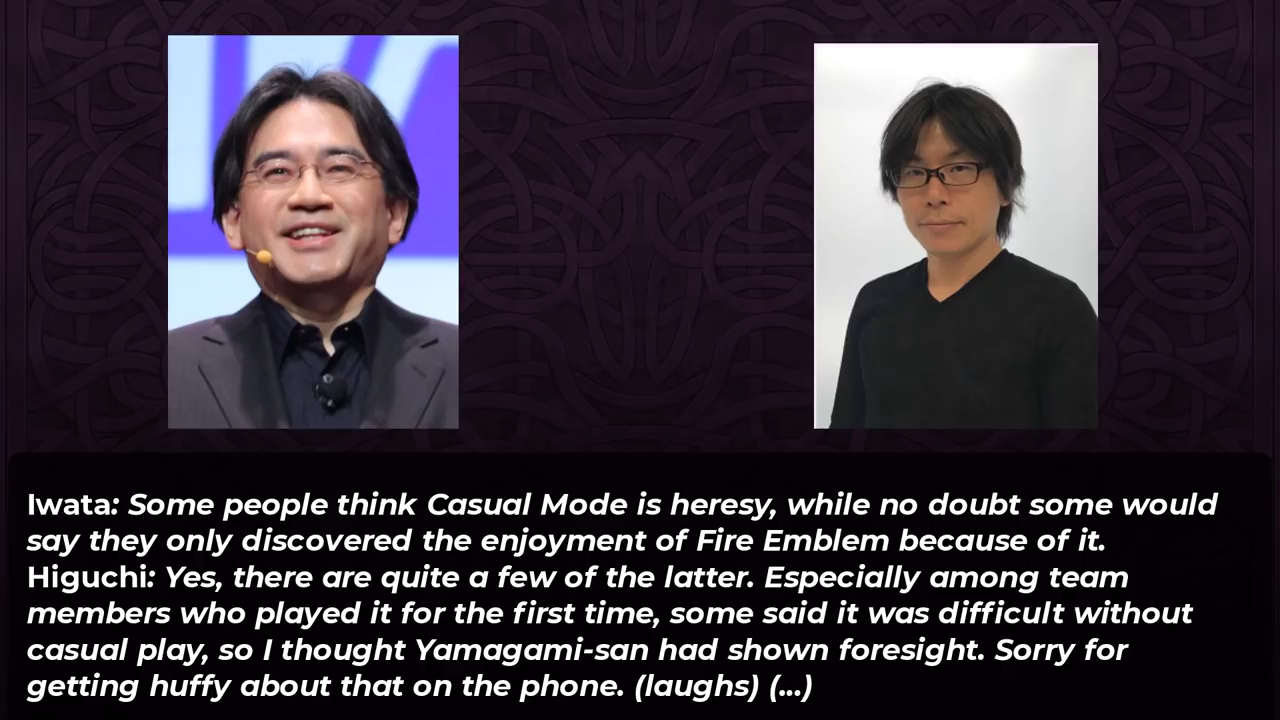 Iwata: Some people think Casual Mode is heresy, while no doubt some would
say they only discovered the enjoyment of Fire Emblem because of it.
Higuchi: Yes, there are quite a few of the latter. Especially among team
members who played it for the first time, some said it was difficult without
casual play, so I thought Yamagami-san had shown foresight. Sorry for
getting huffy about that on the phone. (laughs) (...)